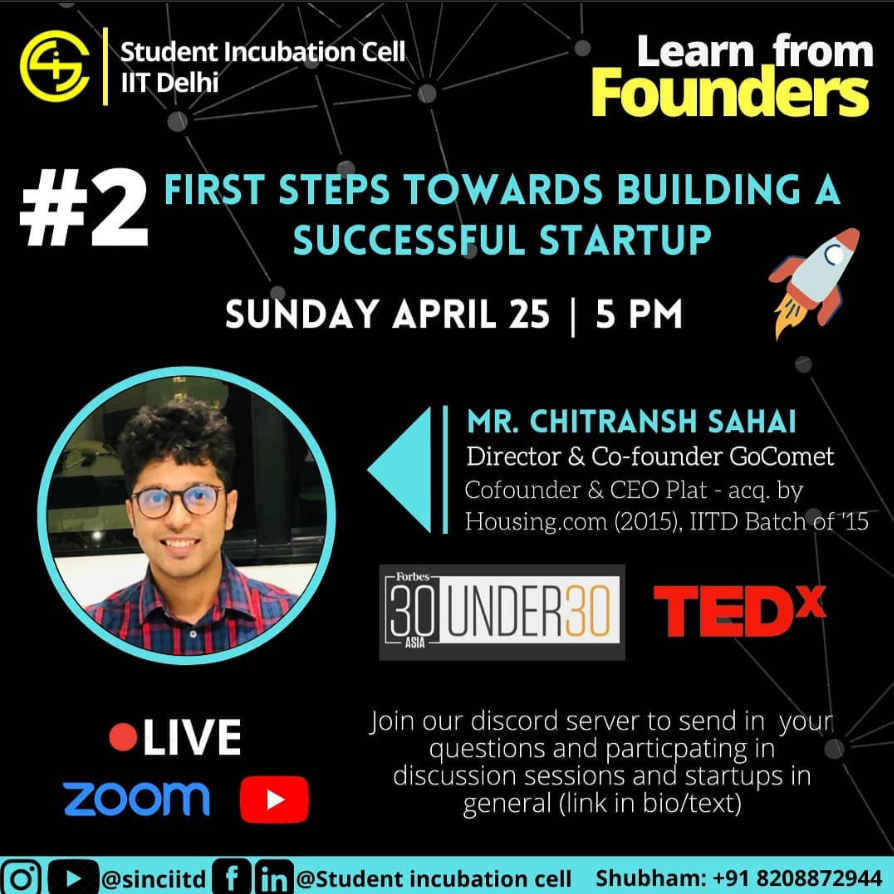 Student Incubation Cell
IIT Delhi
Learn from
Founders
#2 FIRST STEPS TOWARDS BUILDING A
SUCCESSFUL STARTUP
SUNDAY APRIL 25 | 5 PM
MR. CHITRANSH SAHAI
Director & Co-founder GoComet
Cofounder & CEO Plat - acq. by
Housing.com (2015), IITD Batch of '15
Forbes
30 UNDER30
ASIA
TEDx
LIVE
zoom
Join our discord server to send in your
questions and particpating in
discussion sessions and startups in
general (link in bio/text)
@sinciitd f in @Student incubation cell Shubham: +91 8208872944